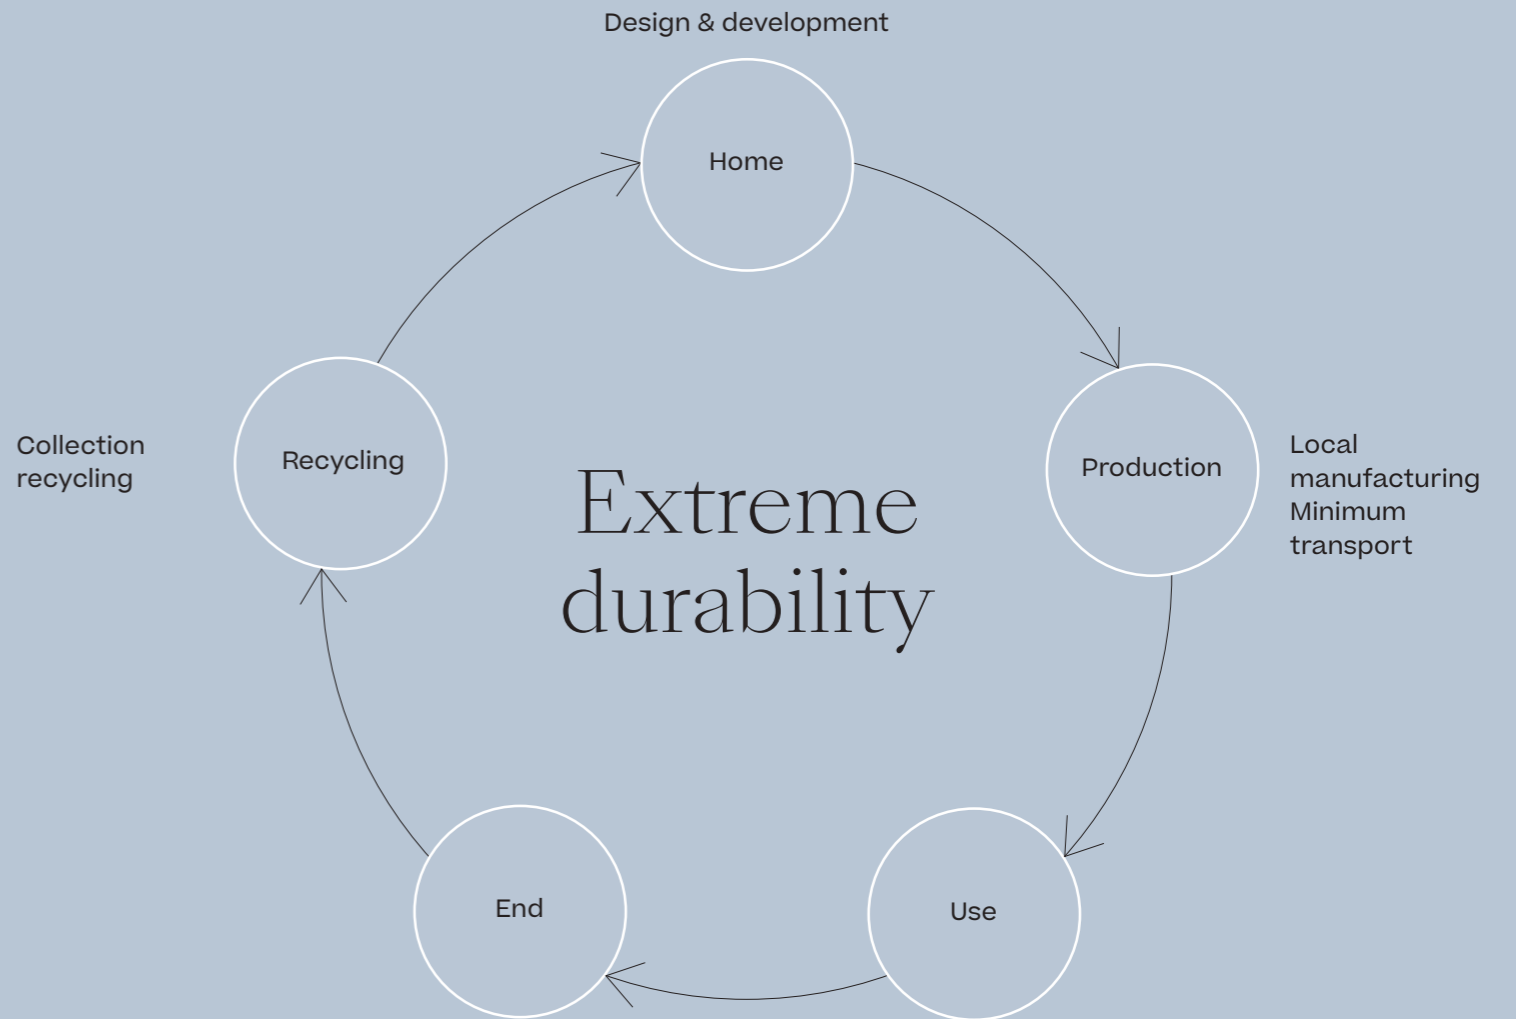 Design & development
Home
Collection
recycling
Recycling
Extreme
durability
Production
Local
manufacturing
Minimum
transport
End
Use